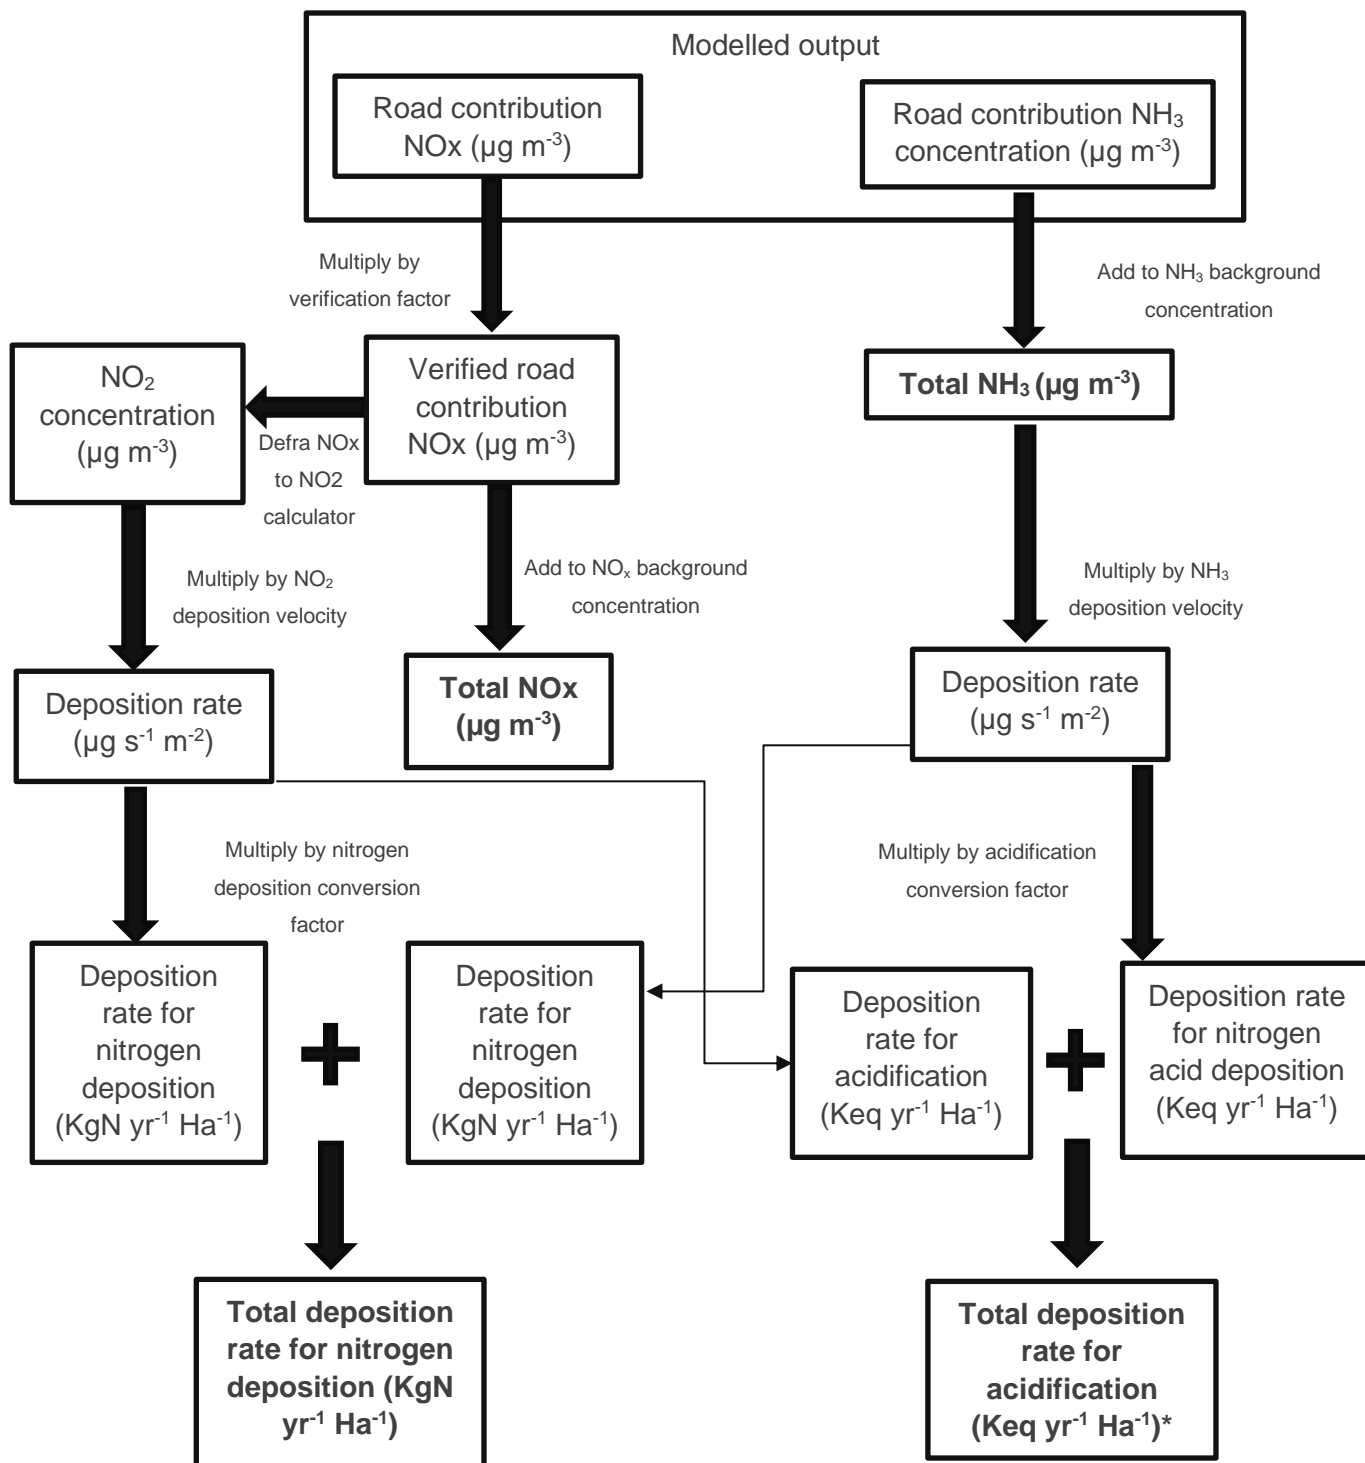 Modelled output
Road contribution
NOx (µg m⁻³)
Road contribution NH₃
concentration (µg m⁻³)
Multiply by
verification factor
Add to NH₃ background
concentration
NO₂
concentration
(µg m⁻³)
Verified road
contribution
NOx (µg m⁻³)
Total NH₃ (µg m⁻³)
Defra NOx
to NO2
calculator
Multiply by NO₂
deposition velocity
Add to NOₓ background
concentration
Multiply by NH₃
deposition velocity
Deposition rate
(µg s⁻¹ m⁻²)
Total NOx
(µg m⁻³)
Deposition rate
(µg s⁻¹ m⁻²)
Multiply by nitrogen
deposition conversion
factor
Multiply by acidification
conversion factor
Deposition
rate for
nitrogen
deposition
(KgN yr⁻¹ Ha⁻¹)
Deposition
rate for
nitrogen
deposition
(KgN yr⁻¹ Ha⁻¹)
Deposition
rate for
acidification
(Keq yr⁻¹ Ha⁻¹)
Deposition rate
for nitrogen
acid deposition
(Keq yr⁻¹ Ha⁻¹)
Total deposition
rate for nitrogen
deposition (KgN
yr⁻¹ Ha⁻¹)
Total deposition
rate for
acidification
(Keq yr⁻¹ Ha⁻¹)*